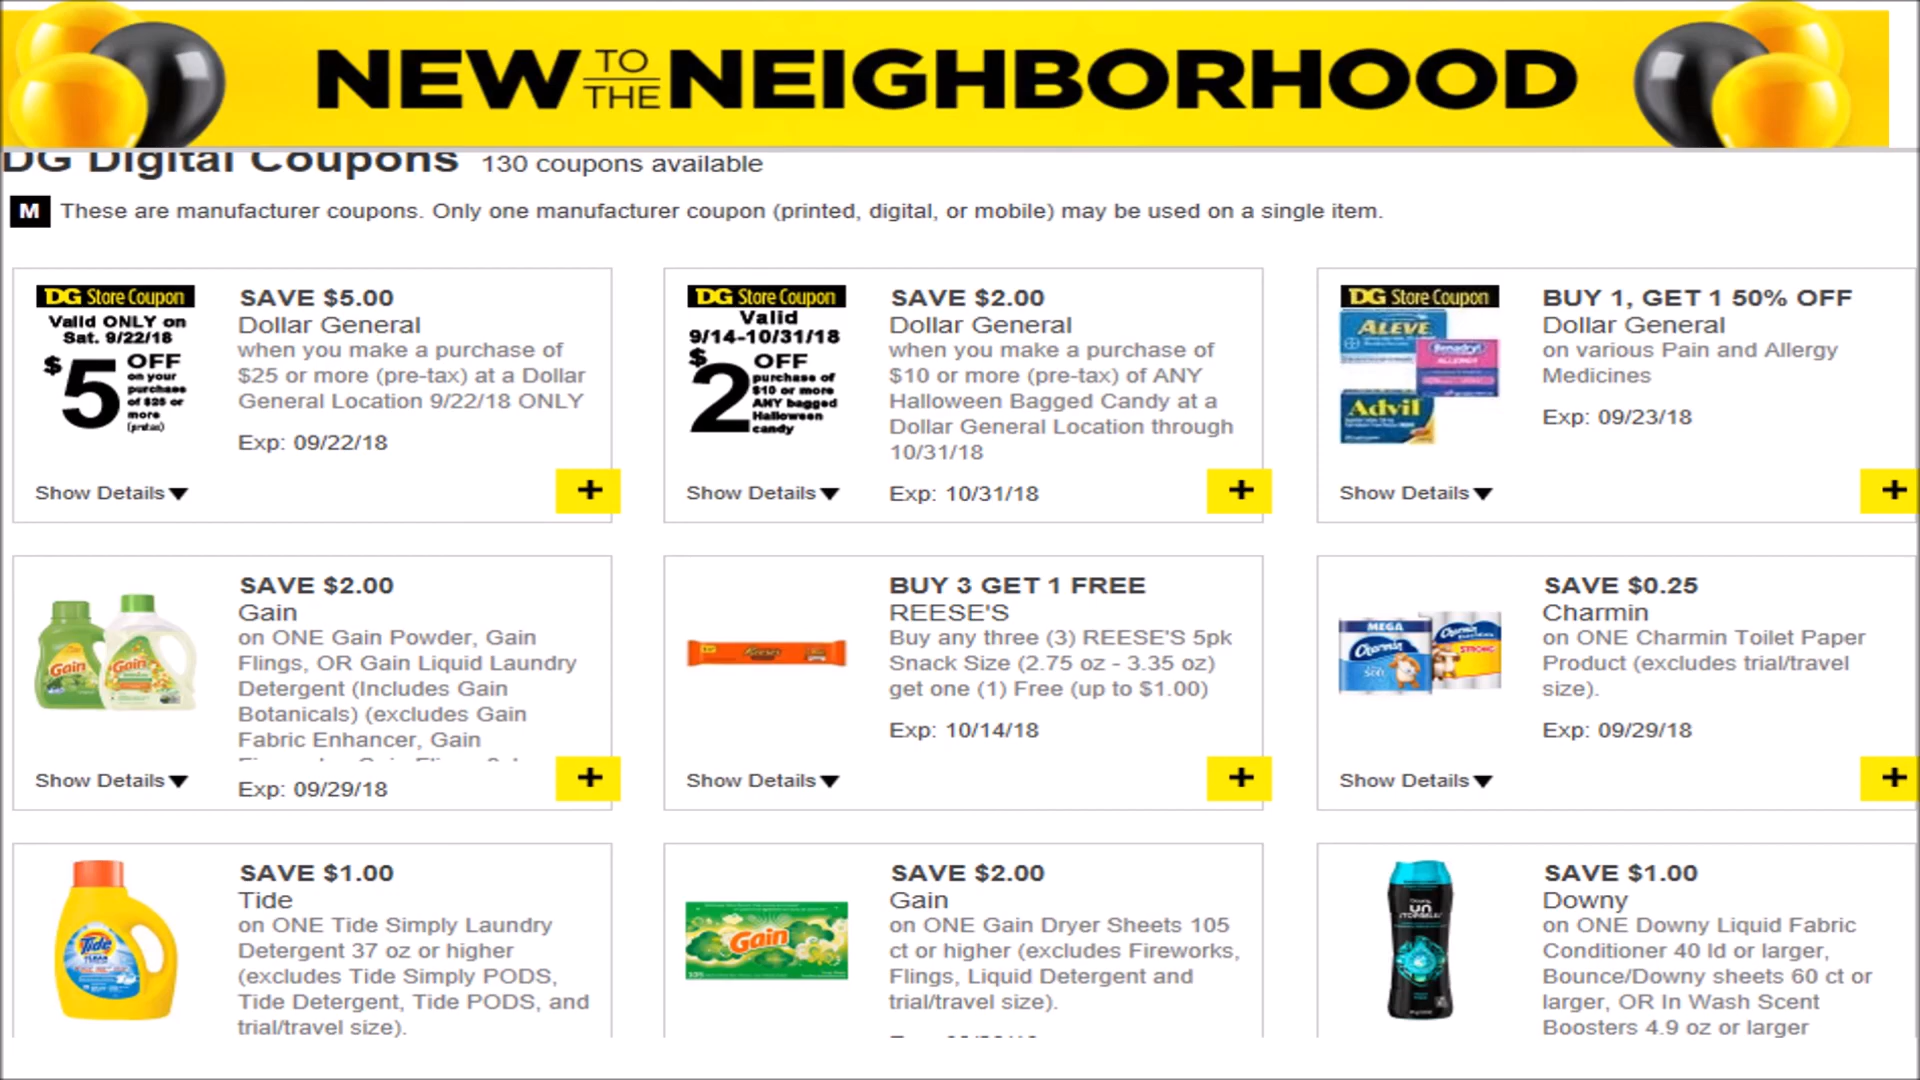 NEW TO THE NEIGHBORHOOD
DG Digital Coupons 130 coupons available
M These are manufacturer coupons. Only one manufacturer coupon (printed, digital, or mobile) may be used on a single item.
DG Store Coupon
Valid ONLY on
Sat. 9/22/18
$5 OFF
on your
purchase
of $25 or
more
(pretax)
SAVE $5.00
Dollar General
when you make a purchase of
$25 or more (pre-tax) at a Dollar
General Location 9/22/18 ONLY
Exp: 09/22/18
Show Details
+
DG Store Coupon
Valid
9/14-10/31/18
$2 OFF
purchase of
$10 or more
ANY bagged
Halloween
candy
SAVE $2.00
Dollar General
when you make a purchase of
$10 or more (pre-tax) of ANY
Halloween Bagged Candy at a
Dollar General Location through
10/31/18
Exp: 10/31/18
Show Details
+
DG Store Coupon
ALEVE
Benadryl
Advil
BUY 1, GET 1 50% OFF
Dollar General
on various Pain and Allergy
Medicines
Exp: 09/23/18
Show Details
+
Gain
Gain
SAVE $2.00
Gain
on ONE Gain Powder, Gain
Flings, OR Gain Liquid Laundry
Detergent (Includes Gain
Botanicals) (excludes Gain
Fabric Enhancer, Gain
Exp: 09/29/18
Show Details
+
Reese's
BUY 3 GET 1 FREE
REESE'S
Buy any three (3) REESE'S 5pk
Snack Size (2.75 oz - 3.35 oz)
get one (1) Free (up to $1.00)
Exp: 10/14/18
Show Details
+
MEGA
Charmin
Soft
Charmin
STRONG
SAVE $0.25
Charmin
on ONE Charmin Toilet Paper
Product (excludes trial/travel
size).
Exp: 09/29/18
Show Details
+
Tide
SAVE $1.00
Tide
on ONE Tide Simply Laundry
Detergent 37 oz or higher
(excludes Tide Simply PODS,
Tide Detergent, Tide PODS, and
trial/travel size).
Gain
105
SAVE $2.00
Gain
on ONE Gain Dryer Sheets 105
ct or higher (excludes Fireworks,
Flings, Liquid Detergent and
trial/travel size).
Downy
UN
STOPABLES
SAVE $1.00
Downy
on ONE Downy Liquid Fabric
Conditioner 40 ld or larger,
Bounce/Downy sheets 60 ct or
larger, OR In Wash Scent
Boosters 4.9 oz or larger